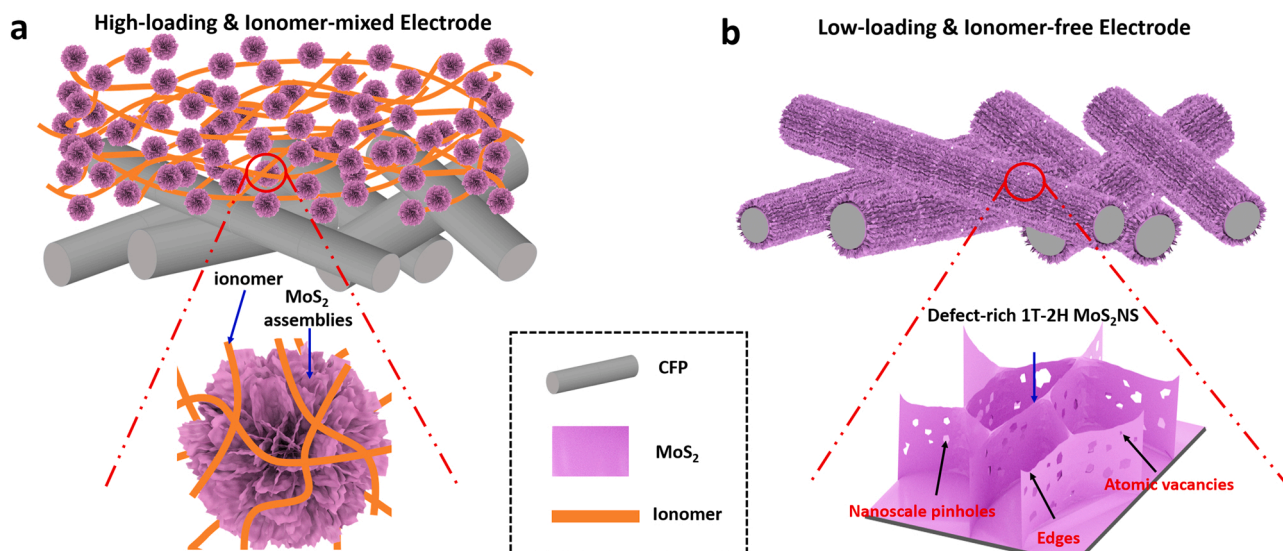 a
High-loading & Ionomer-mixed Electrode
ionomer
MoS₂
assemblies
CFP
MoS₂
Ionomer
b
Low-loading & Ionomer-free Electrode
Defect-rich 1T-2H MoS₂NS
Nanoscale pinholes
Edges
Atomic vacancies